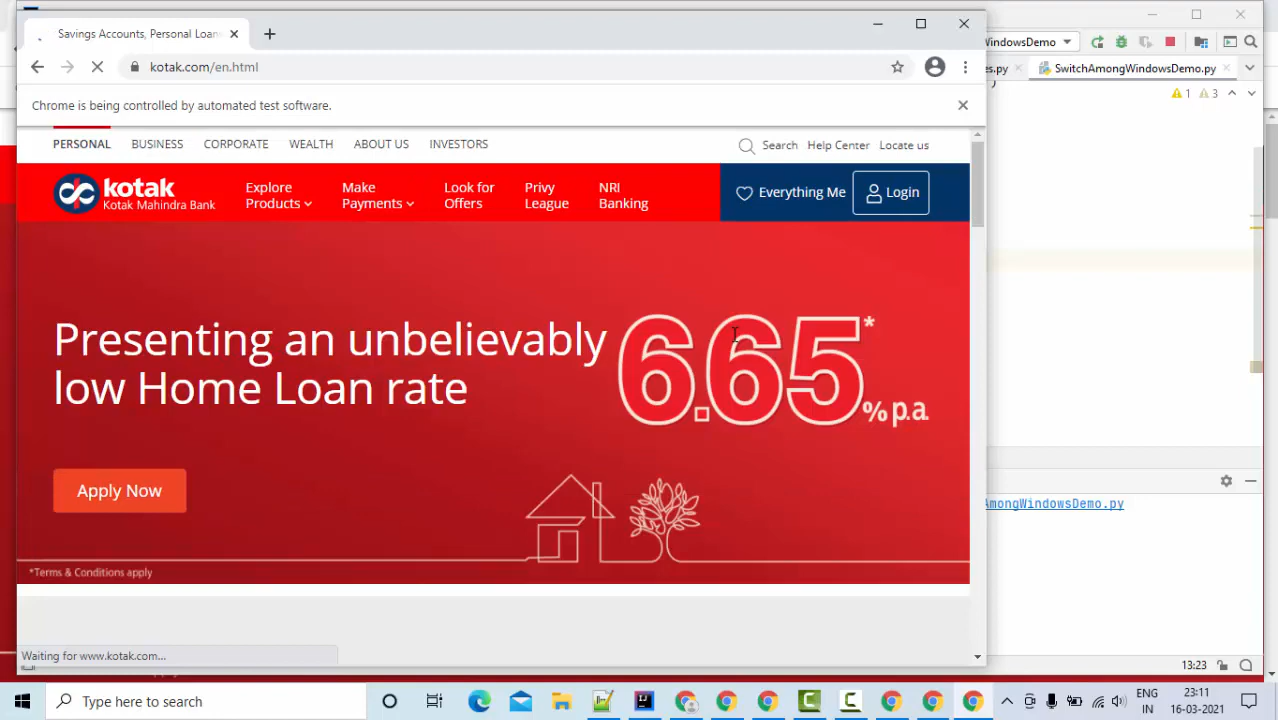 Savings Accounts, Personal Loan
kotak.com/en.html
Chrome is being controlled by automated test software.
PERSONAL BUSINESS CORPORATE WEALTH ABOUT US INVESTORS
Search Help Center Locate us
kotak
Kotak Mahindra Bank
Explore Products
Make Payments
Look for Offers
Privy League
NRI Banking
Everything Me
Login
Presenting an unbelievably
low Home Loan rate
6.65*
% p.a.
Apply Now
*Terms & Conditions apply
Waiting for www.kotak.com...
WindowsDemo
es.py
SwitchAmongWindowsDemo.py
1 3
AmongWindowsDemo.py
13:23
Type here to search
ENG
IN
23:11
16-03-2021